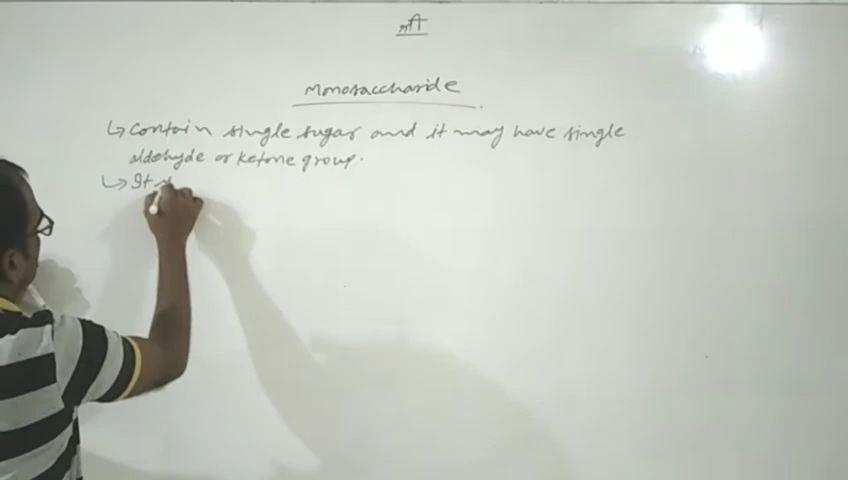 Monosaccharide
↳ Contain single sugar and it may have single
aldehyde or ketone group.
↳ It